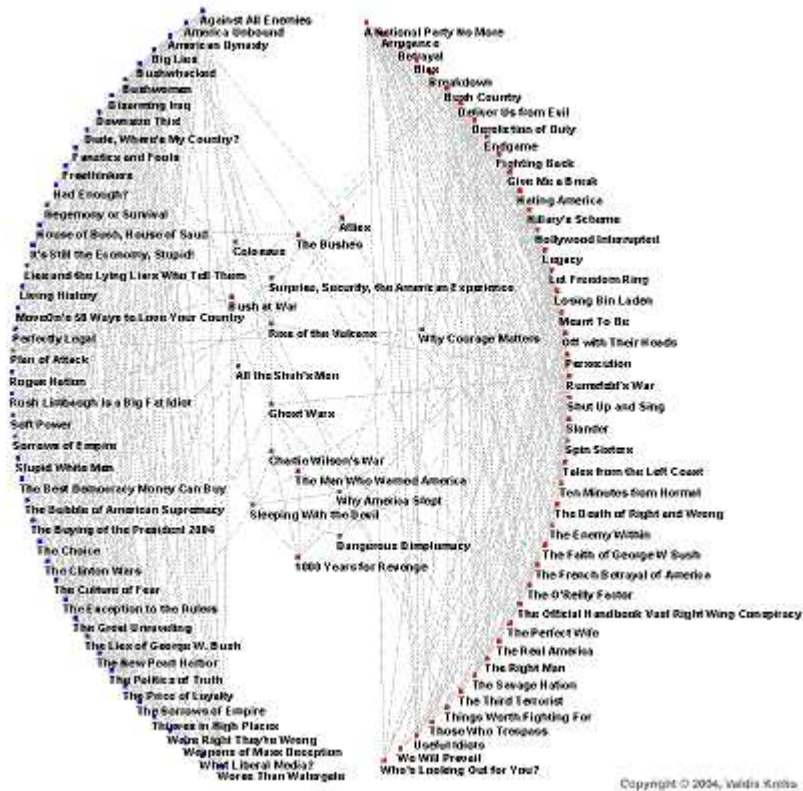 Against All Enemies
America Unbound
American Dynasty
Big Lies
Bushwhacked
Bushwomen
Disarming Iraq
Downsize This!
Dude, Where's My Country?
Fanatics and Fools
Freethinkers
Had Enough?
Hegemony or Survival
House of Bush, House of Saud
It's Still the Economy, Stupid!
Lies and the Lying Liars Who Tell Them
Living History
MoveOn's 50 Ways to Love Your Country
Perfectly Legal
Plan of Attack
Rogue Nation
Rush Limbaugh Is a Big Fat Idiot
Soft Power
Sorrows of Empire
Stupid White Men
The Best Democracy Money Can Buy
The Bubble of American Supremacy
The Buying of the President 2004
The Choice
The Clinton Wars
The Culture of Fear
The Exception to the Rulers
The Great Unraveling
The Lies of George W. Bush
The New Pearl Harbor
The Politics of Truth
The Price of Loyalty
The Sorrows of Empire
Thieves in High Places
We're Right They're Wrong
Weapons of Mass Deception
What Liberal Media?
Worse Than Watergate
Allies
The Bushes
Colossus
Surprise, Security, the American Experience
Bush at War
Rise of the Vulcans
Why Courage Matters
All the Shah's Men
Ghost Wars
Charlie Wilson's War
The Men Who Warned America
Why America Slept
Sleeping With the Devil
Dangerous Dimplomacy
1000 Years for Revenge
A National Party No More
Arrogance
Betrayal
Bias
Breakdown
Bush Country
Deliver Us from Evil
Dereliction of Duty
Endgame
Fighting Back
Give Me a Break
Hating America
Hillary's Scheme
Hollywood Interrupted
Legacy
Let Freedom Ring
Losing Bin Laden
Meant To Be
Off with Their Heads
Persecution
Rumsfeld's War
Shut Up and Sing
Slander
Spin Sisters
Tales from the Left Coast
Ten Minutes from Normal
The Death of Right and Wrong
The Enemy Within
The Faith of George W Bush
The French Betrayal of America
The O'Reilly Factor
The Official Handbook Vast Right Wing Conspiracy
The Perfect Wife
The Real America
The Right Man
The Savage Nation
The Third Terrorist
Things Worth Fighting For
Those Who Trespass
Useful Idiots
We Will Prevail
Who's Looking Out for You?
Copyright © 2004, Valdis Krebs